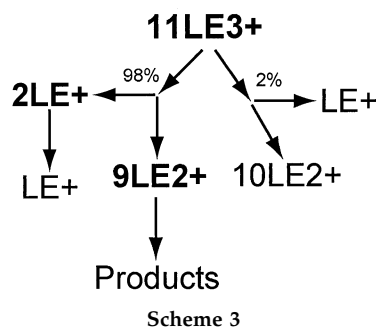 11LE3+
98%
2%
2LE+
LE+
LE+
9LE2+
10LE2+
Products
Scheme 3